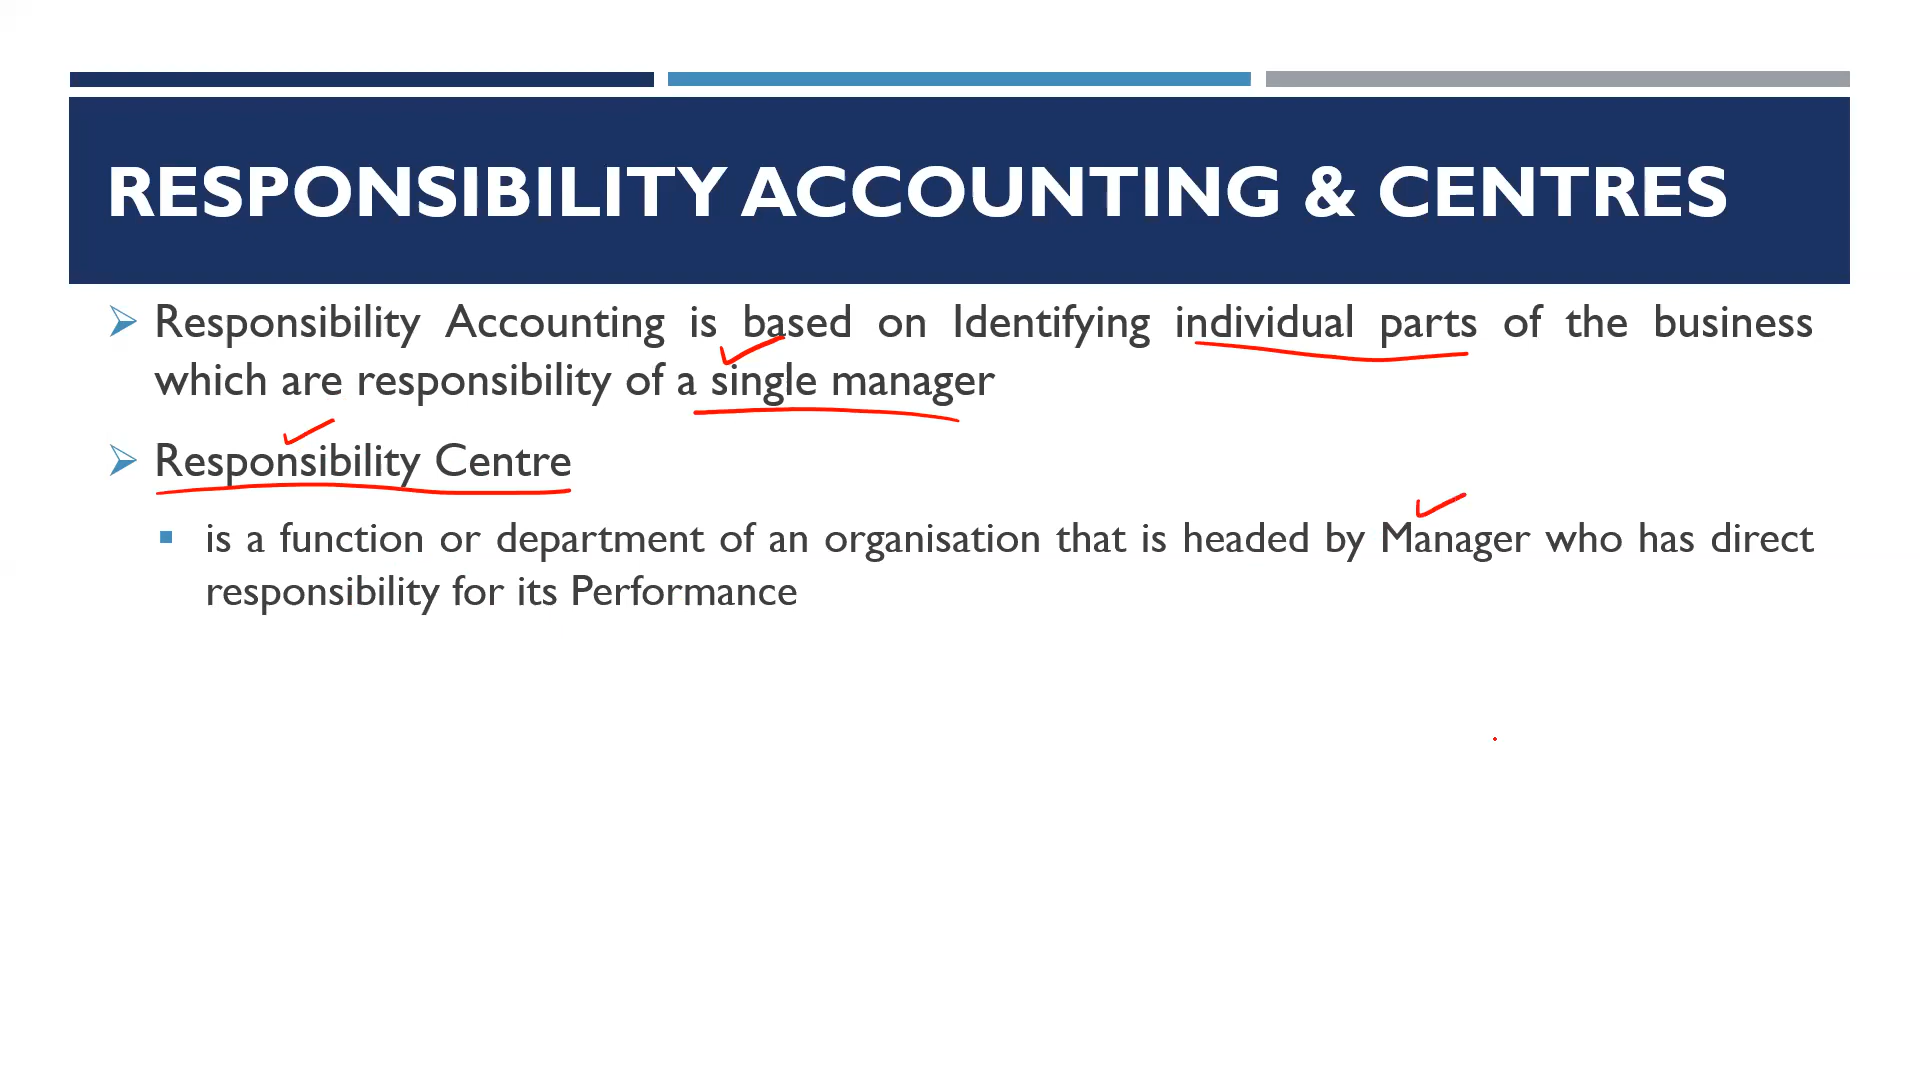 RESPONSIBILITY ACCOUNTING & CENTRES
Responsibility Accounting is based on Identifying individual parts of the business
which are responsibility of a single manager
Responsibility Centre
is a function or department of an organisation that is headed by Manager who has direct
responsibility for its Performance